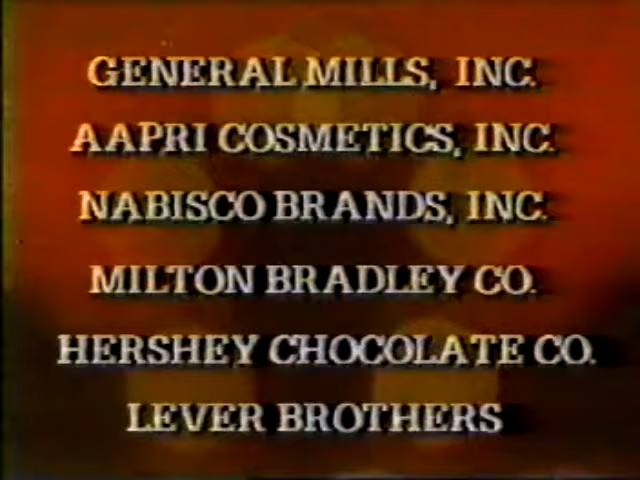 GENERAL MILLS, INC.
AAPRI COSMETICS, INC.
NABISCO BRANDS, INC.
MILTON BRADLEY CO.
HERSHEY CHOCOLATE CO.
LEVER BROTHERS